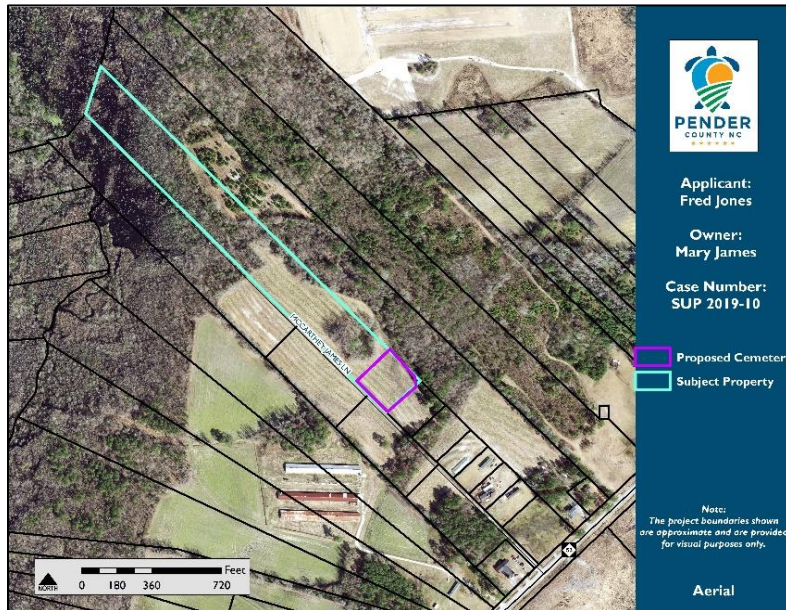 PENDER
COUNTY NC
Applicant:
Fred Jones
Owner:
Mary James
Case Number:
SUP 2019-10
Proposed Cemeter
Subject Property
MCCARTHEY JAMES LN
53
Note:
The project boundaries shown
are approximate and are provided
for visual purposes only.
Feet
NORTH
0 180 360 720
Aerial